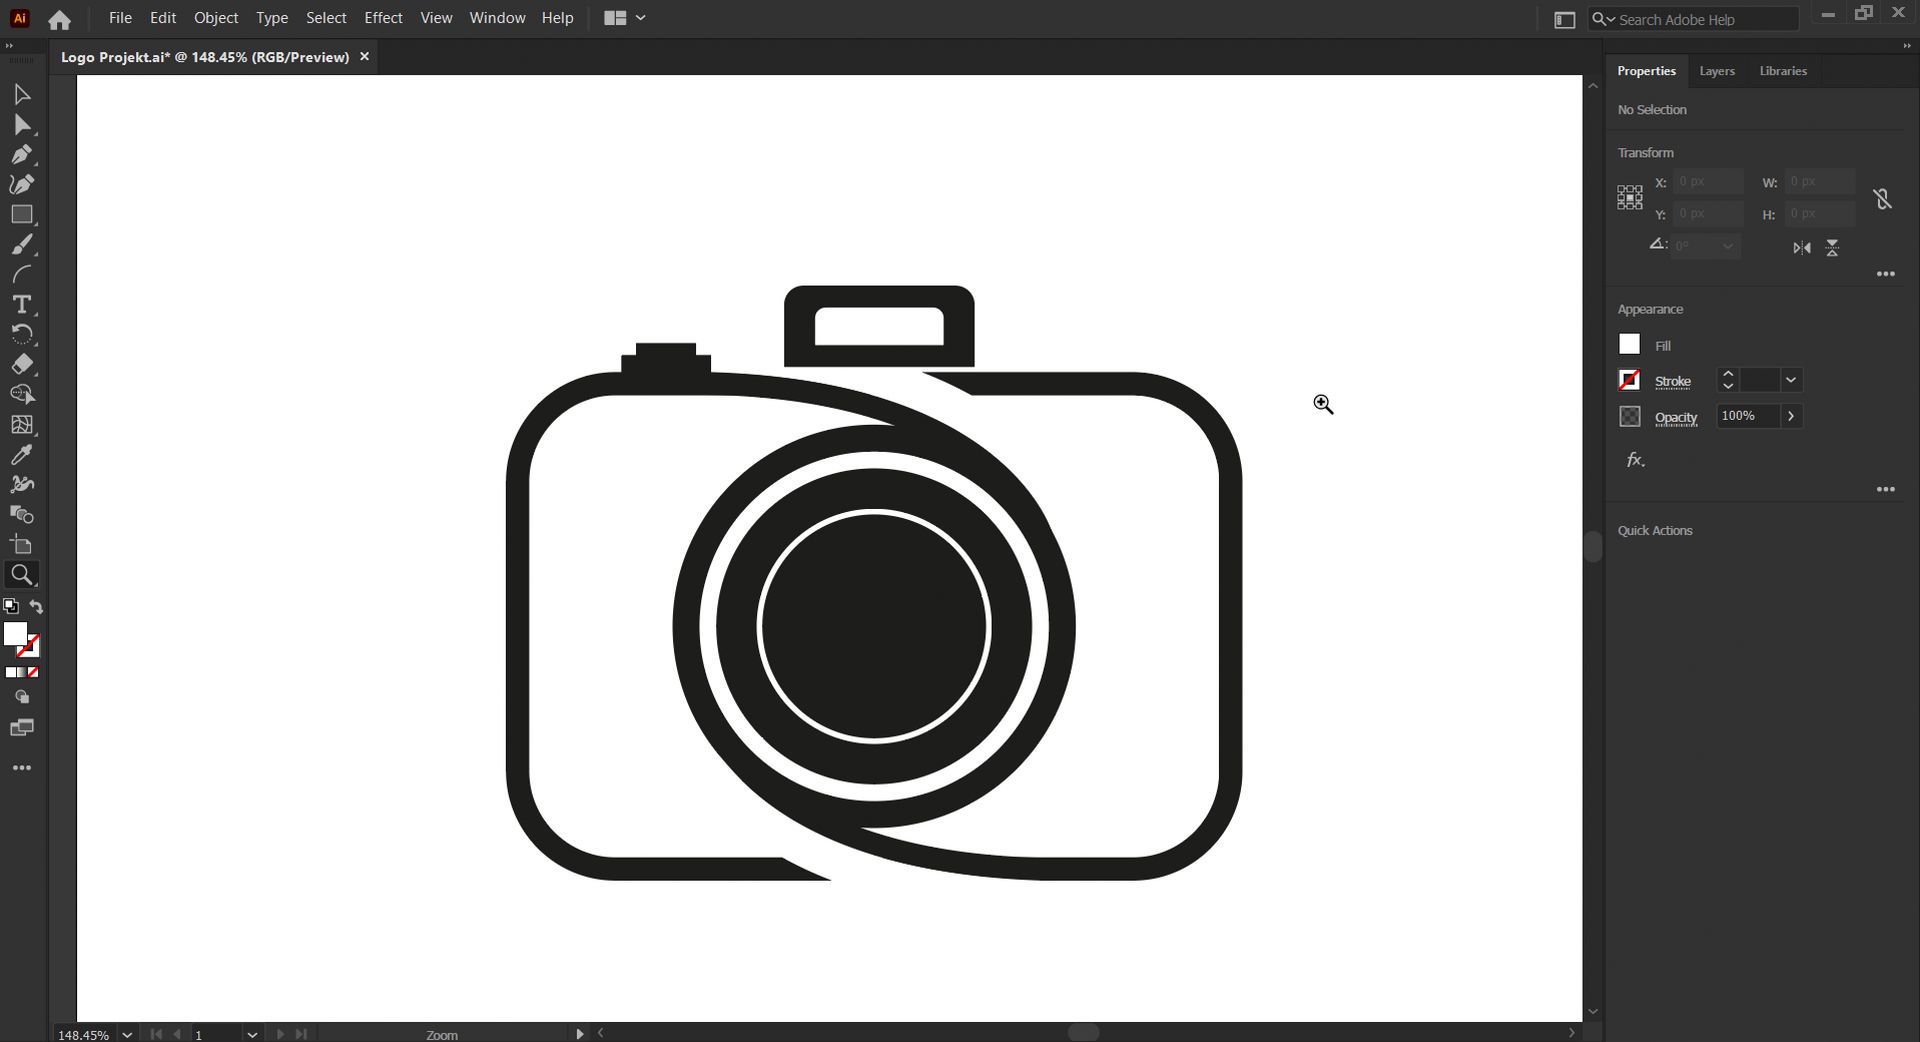 Ai File Edit Object Type Select Effect View Window Help Search Adobe Help
Logo Projekt.ai* @ 148.45% (RGB/Preview) ×
Properties Layers Libraries
No Selection
Transform
X: 0 px W: 0 px
Y: 0 px H: 0 px
0°
Appearance
Fill
Stroke
Opacity 100%
fx.
Quick Actions
148.45% 1 Zoom